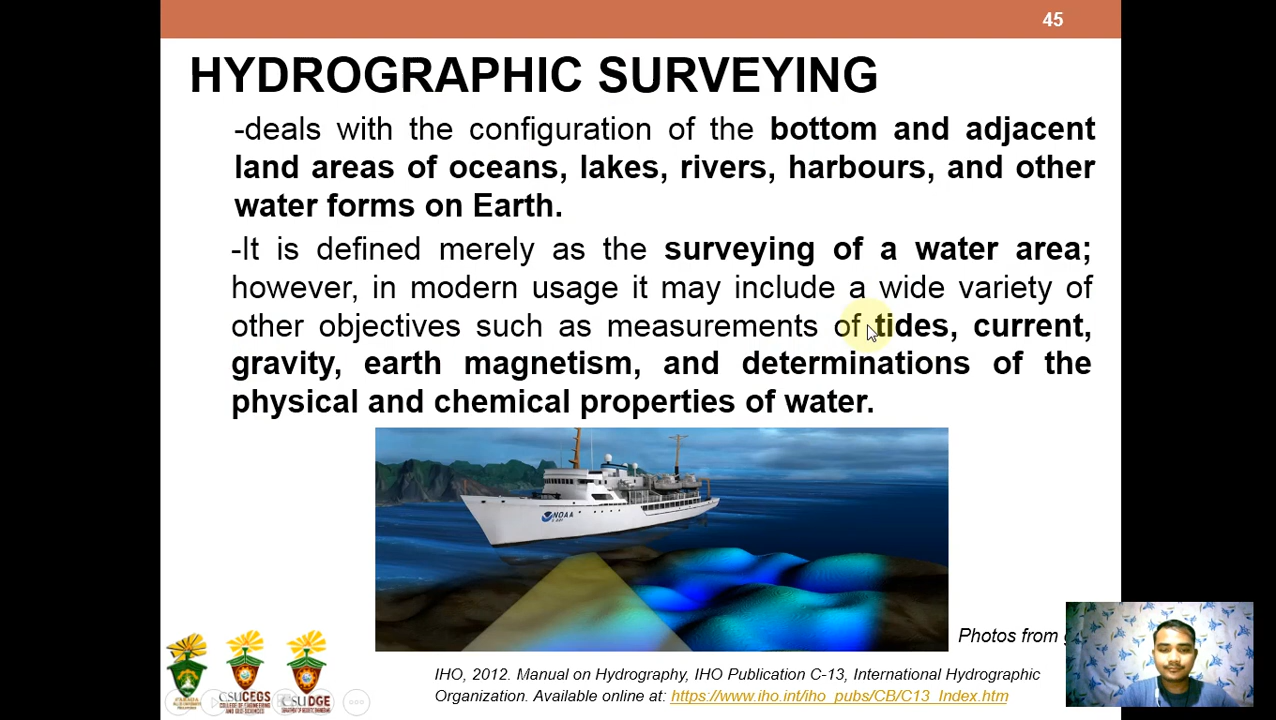 45
HYDROGRAPHIC SURVEYING
-deals with the configuration of the bottom and adjacent
land areas of oceans, lakes, rivers, harbours, and other
water forms on Earth.
-It is defined merely as the surveying of a water area;
however, in modern usage it may include a wide variety of
other objectives such as measurements of tides, current,
gravity, earth magnetism, and determinations of the
physical and chemical properties of water.
NOAA
Photos from
IHO, 2012. Manual on Hydrography, IHO Publication C-13, International Hydrographic
Organization. Available online at: https://www.iho.int/iho_pubs/CB/C13_Index.htm
CSUCEGS
CSUDGE